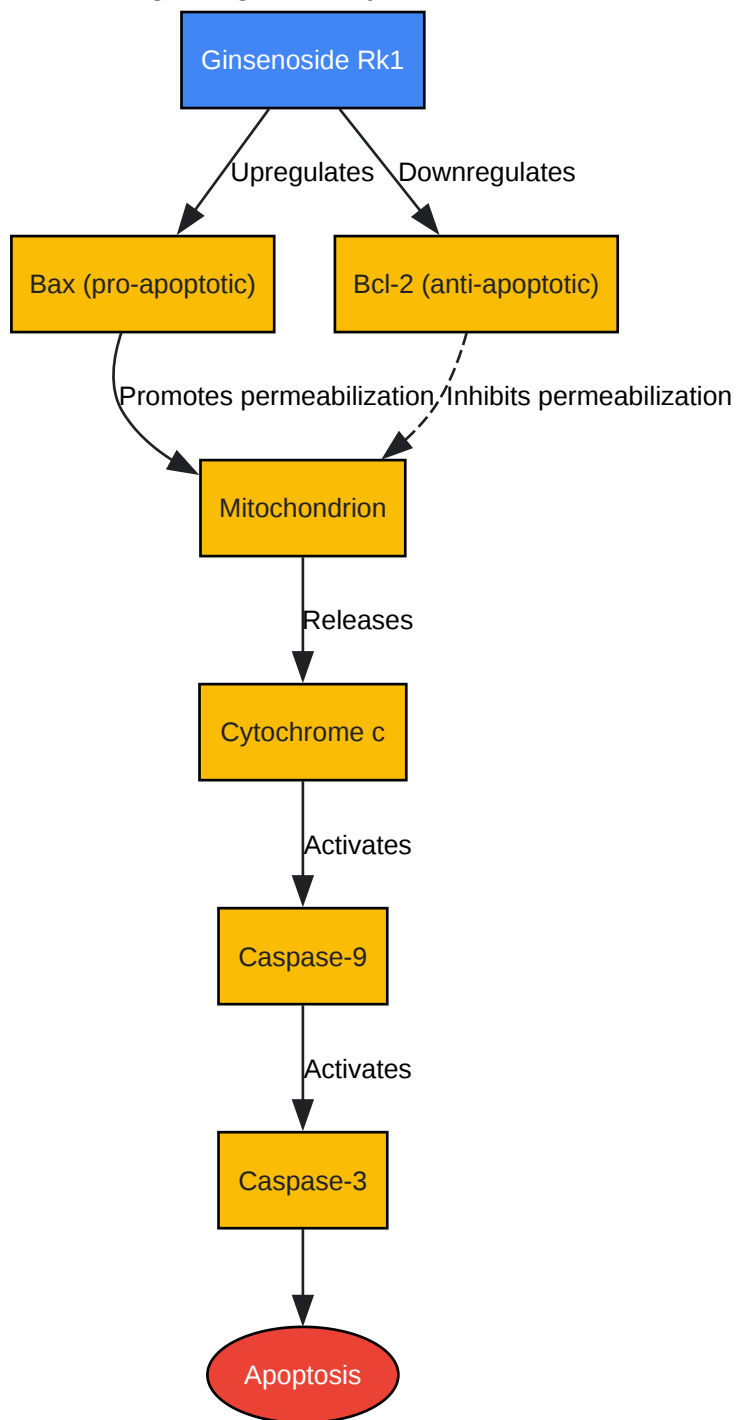 Ginsenoside Rk1
Upregulates
Downregulates
Bax (pro-apoptotic)
Bcl-2 (anti-apoptotic)
Promotes permeabilization
Inhibits permeabilization
Mitochondrion
Releases
Cytochrome c
Activates
Caspase-9
Activates
Caspase-3
Apoptosis